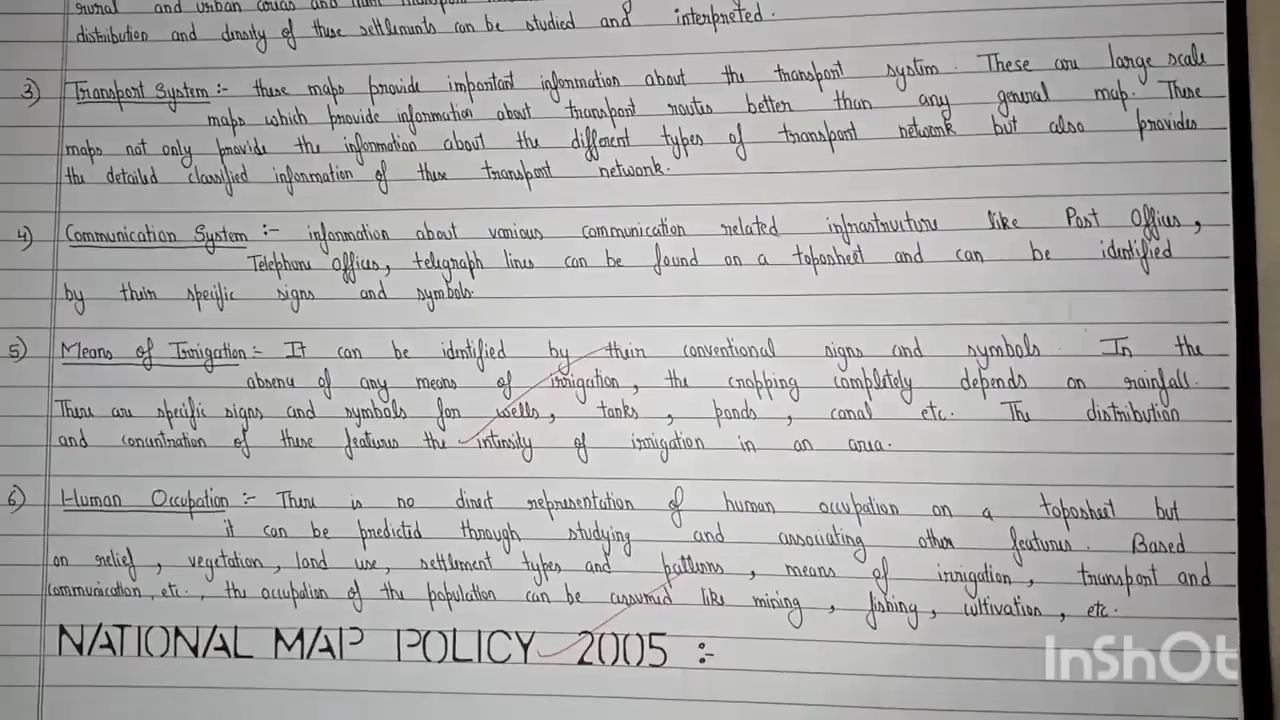 rural and urban areas and
distribution and density of these settlements can be studied and interpreted.
3) Transport System :- these maps provide important information about the transport system. These are large scale
maps which provide information about transport routes better than any general map. These
maps not only provide the information about the different types of transport network but also provides
the detailed classified information of these transport network.
4) Communication System :- information about various communication related infrastructure like Post Offices,
Telephone offices, telegraph lines can be found on a toposheet and can be identified
by their specific signs and symbols.
5) Means of Irrigation :- It can be identified by their conventional signs and symbols. In the
absence of any means of irrigation, the cropping completely depends on rainfall.
There are specific signs and symbols for wells, tanks, ponds, canal etc. The distribution
and concentration of these features the intensity of irrigation in an area.
6) Human Occupation :- There is no direct representation of human occupation on a toposheet but
it can be predicted through studying and associating other features. Based
on relief, vegetation, land use, settlement types and patterns, means of irrigation, transport and
communication, etc., the occupation of the population can be assumed like mining, fishing, cultivation, etc.
NATIONAL MAP POLICY 2005 :-
InShOt